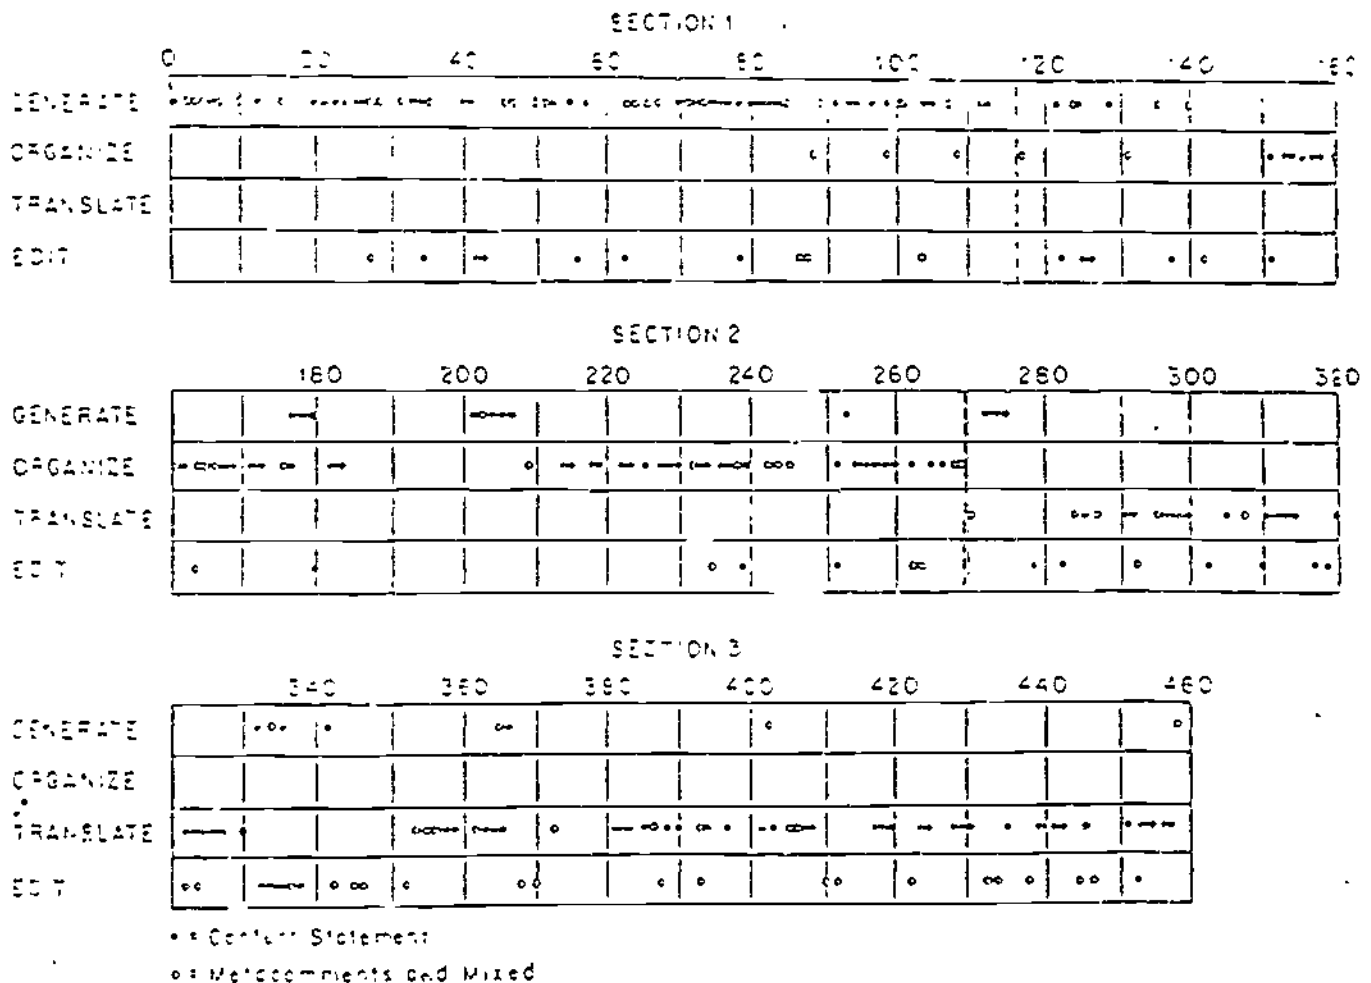 SECTION 1
0 20 40 60 80 100 120 140 160
GENERATE
ORGANIZE
TRANSLATE
EDIT
SECTION 2
180 200 220 240 260 280 300 320
GENERATE
ORGANIZE
TRANSLATE
EDIT
SECTION 3
340 360 380 400 420 440 460
GENERATE
ORGANIZE
TRANSLATE
EDIT
• = Content Statement
o = Metacomments and Mixed